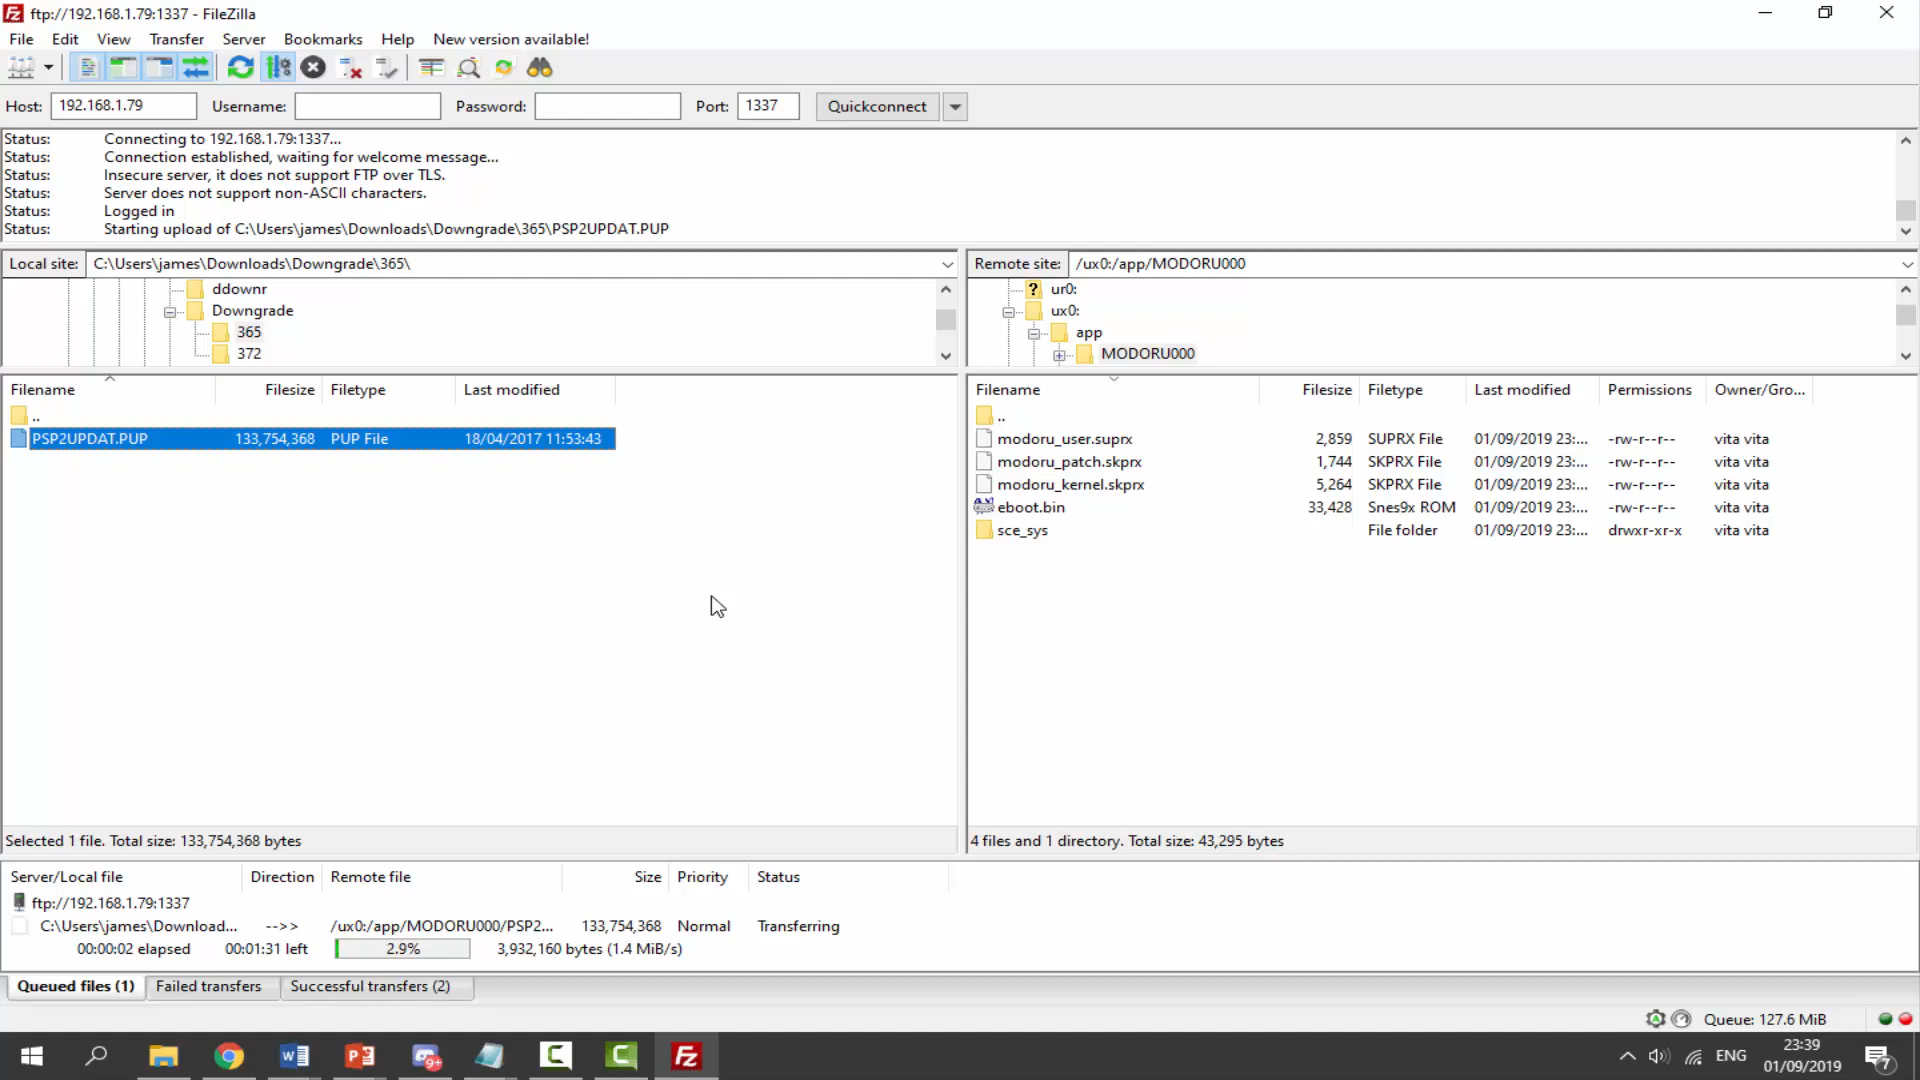 ftp://192.168.1.79:1337 - FileZilla
File Edit View Transfer Server Bookmarks Help New version available!
Host: 192.168.1.79 Username: Password: Port: 1337 Quickconnect
Status: Connecting to 192.168.1.79:1337...
Status: Connection established, waiting for welcome message...
Status: Insecure server, it does not support FTP over TLS.
Status: Server does not support non-ASCII characters.
Status: Logged in
Status: Starting upload of C:\Users\james\Downloads\Downgrade\365\PSP2UPDAT.PUP
Local site: C:\Users\james\Downloads\Downgrade\365\
ddownr
Downgrade
365
372
Filename Filesize Filetype Last modified
..
PSP2UPDAT.PUP 133,754,368 PUP File 18/04/2017 11:53:43
Selected 1 file. Total size: 133,754,368 bytes
Remote site: /ux0:/app/MODORU000
? ur0:
ux0:
app
MODORU000
Filename Filesize Filetype Last modified Permissions Owner/Gro...
..
modoru_user.suprx 2,859 SUPRX File 01/09/2019 23:... -rw-r--r-- vita vita
modoru_patch.skprx 1,744 SKPRX File 01/09/2019 23:... -rw-r--r-- vita vita
modoru_kernel.skprx 5,264 SKPRX File 01/09/2019 23:... -rw-r--r-- vita vita
eboot.bin 33,428 Snes9x ROM 01/09/2019 23:... -rw-r--r-- vita vita
sce_sys File folder 01/09/2019 23:... drwxr-xr-x vita vita
4 files and 1 directory. Total size: 43,295 bytes
Server/Local file Direction Remote file Size Priority Status
ftp://192.168.1.79:1337
C:\Users\james\Download... -->> /ux0:/app/MODORU000/PSP2... 133,754,368 Normal Transferring
00:00:02 elapsed 00:01:31 left 2.9% 3,932,160 bytes (1.4 MiB/s)
Queued files (1) Failed transfers Successful transfers (2)
Queue: 127.6 MiB
9+
ENG
23:39
01/09/2019
7